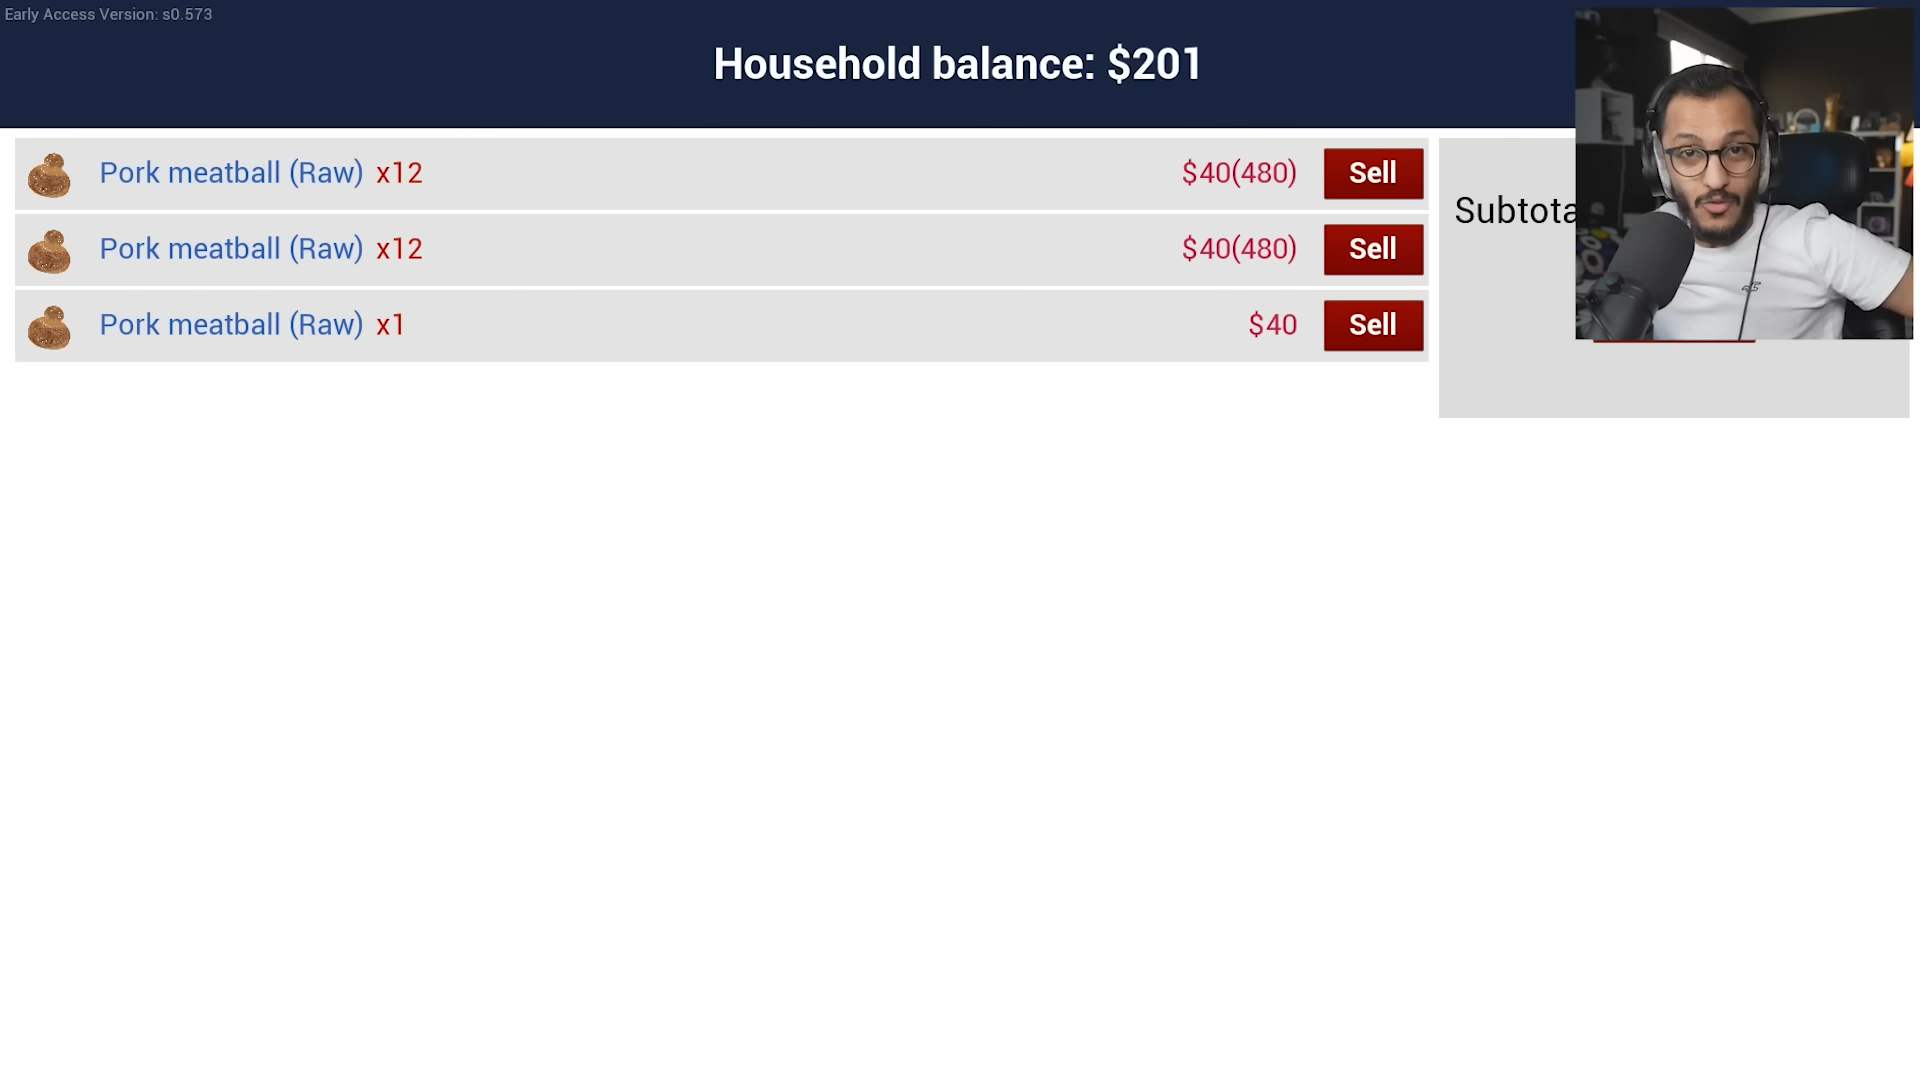 Early Access Version: s0.573
Household balance: $201
Pork meatball (Raw) x12 $40(480) Sell
Pork meatball (Raw) x12 $40(480) Sell
Pork meatball (Raw) x1 $40 Sell
Subtota